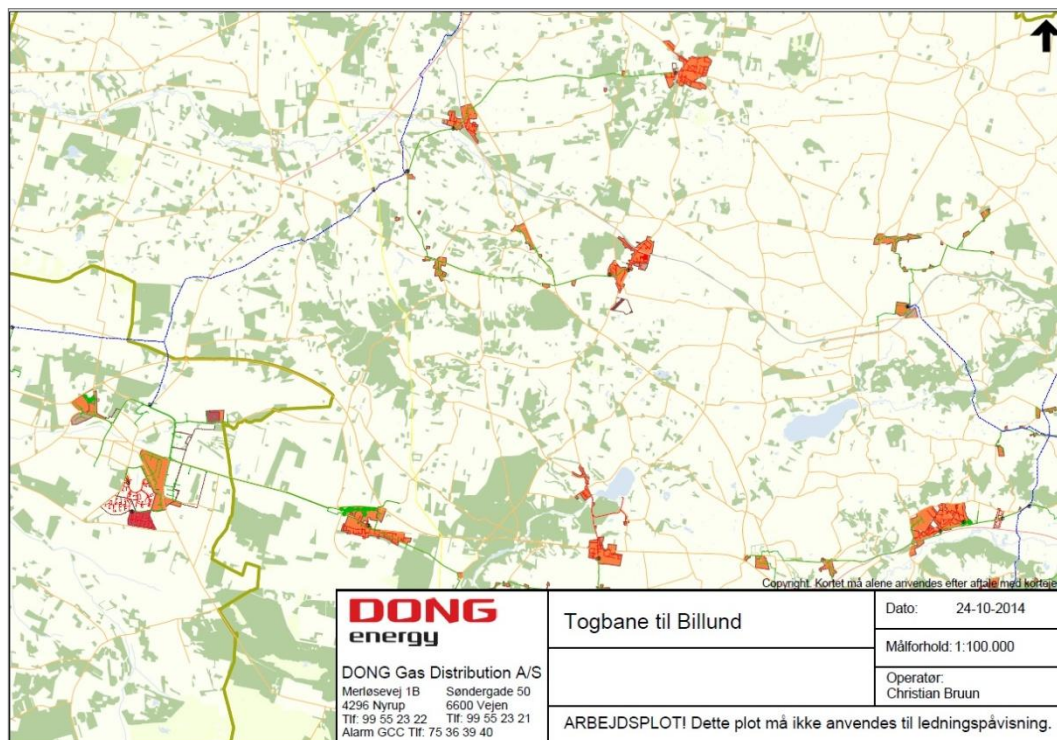 Copyright. Kortet må alene anvendes efter aftale med korteje
DONG
energy
DONG Gas Distribution A/S
Merløsevej 1B Søndergade 50
4296 Nyrup 6600 Vejen
Tlf: 99 55 23 22 Tlf: 99 55 23 21
Alarm GCC Tlf: 75 36 39 40
Togbane til Billund
Dato: 24-10-2014
Målforhold: 1:100.000
Operatør:
Christian Bruun
ARBEJDSPLOT! Dette plot må ikke anvendes til ledningspåvisning.